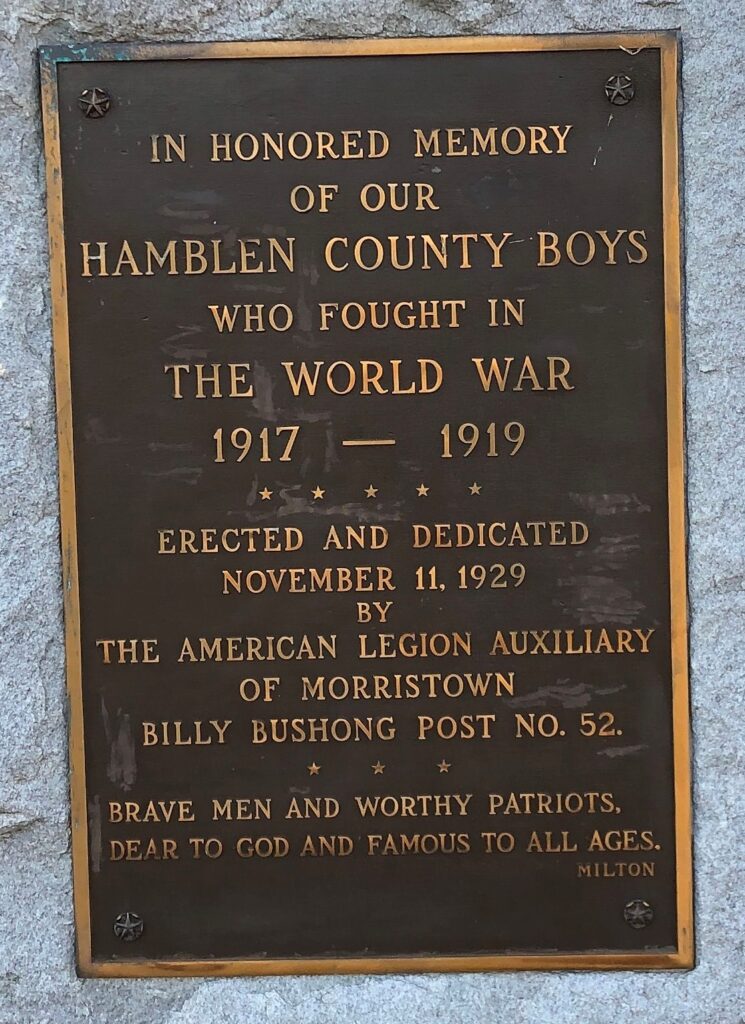 IN HONORED MEMORY
OF OUR
HAMBLEN COUNTY BOYS
WHO FOUGHT IN
THE WORLD WAR
1917 — 1919
ERECTED AND DEDICATED
NOVEMBER 11, 1929
BY
THE AMERICAN LEGION AUXILIARY
OF MORRISTOWN
BILLY BUSHONG POST NO. 52.
BRAVE MEN AND WORTHY PATRIOTS,
DEAR TO GOD AND FAMOUS TO ALL AGES.
MILTON